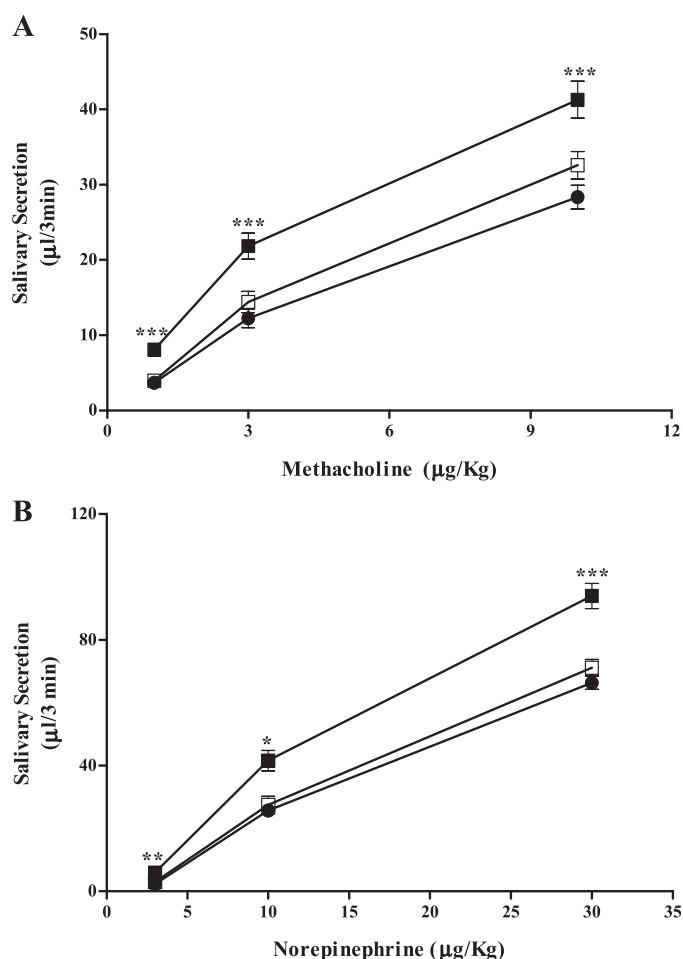 A
50
40
30
20
10
0
Salivary Secretion
(μl/3min)
***
***
***
0 3 6 9 12
Methacholine (μg/Kg)
B
120
80
40
0
Salivary Secretion
(μl/3 min)
**
*
***
0 5 10 15 20 25 30 35
Norepinephrine (μg/Kg)